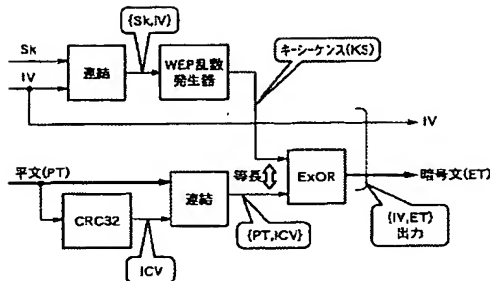 {Sk,IV}
Sk
IV
連結
WEP乱数
発生器
キーシーケンス(KS)
IV
平文(PT)
等長
連結
ExOR
暗号文(ET)
CRC32
{PT,ICV}
{IV,ET}
出力
ICV